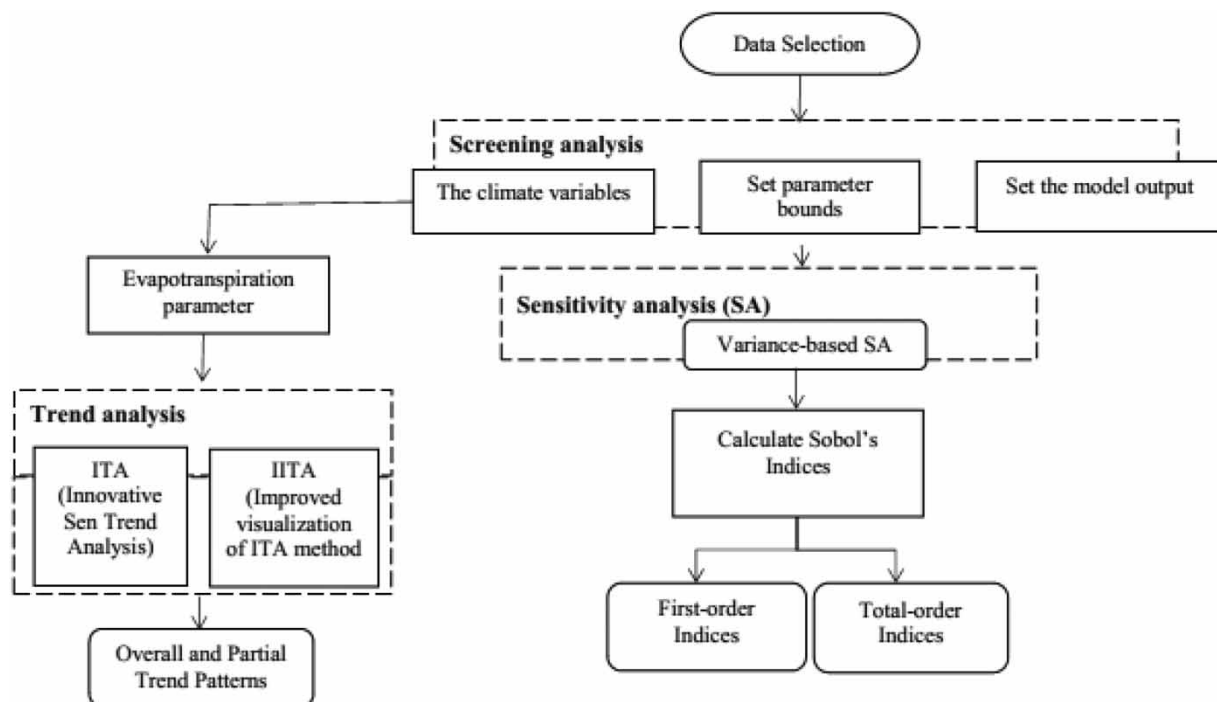 Data Selection
Screening analysis
The climate variables
Set parameter
bounds
Set the model output
Evapotranspiration
parameter
Sensitivity analysis (SA)
Variance-based SA
Trend analysis
ITA
(Innovative
Sen Trend
Analysis)
IITA
(Improved
visualization
of ITA method
Calculate Sobol's
Indices
First-order
Indices
Total-order
Indices
Overall and Partial
Trend Patterns